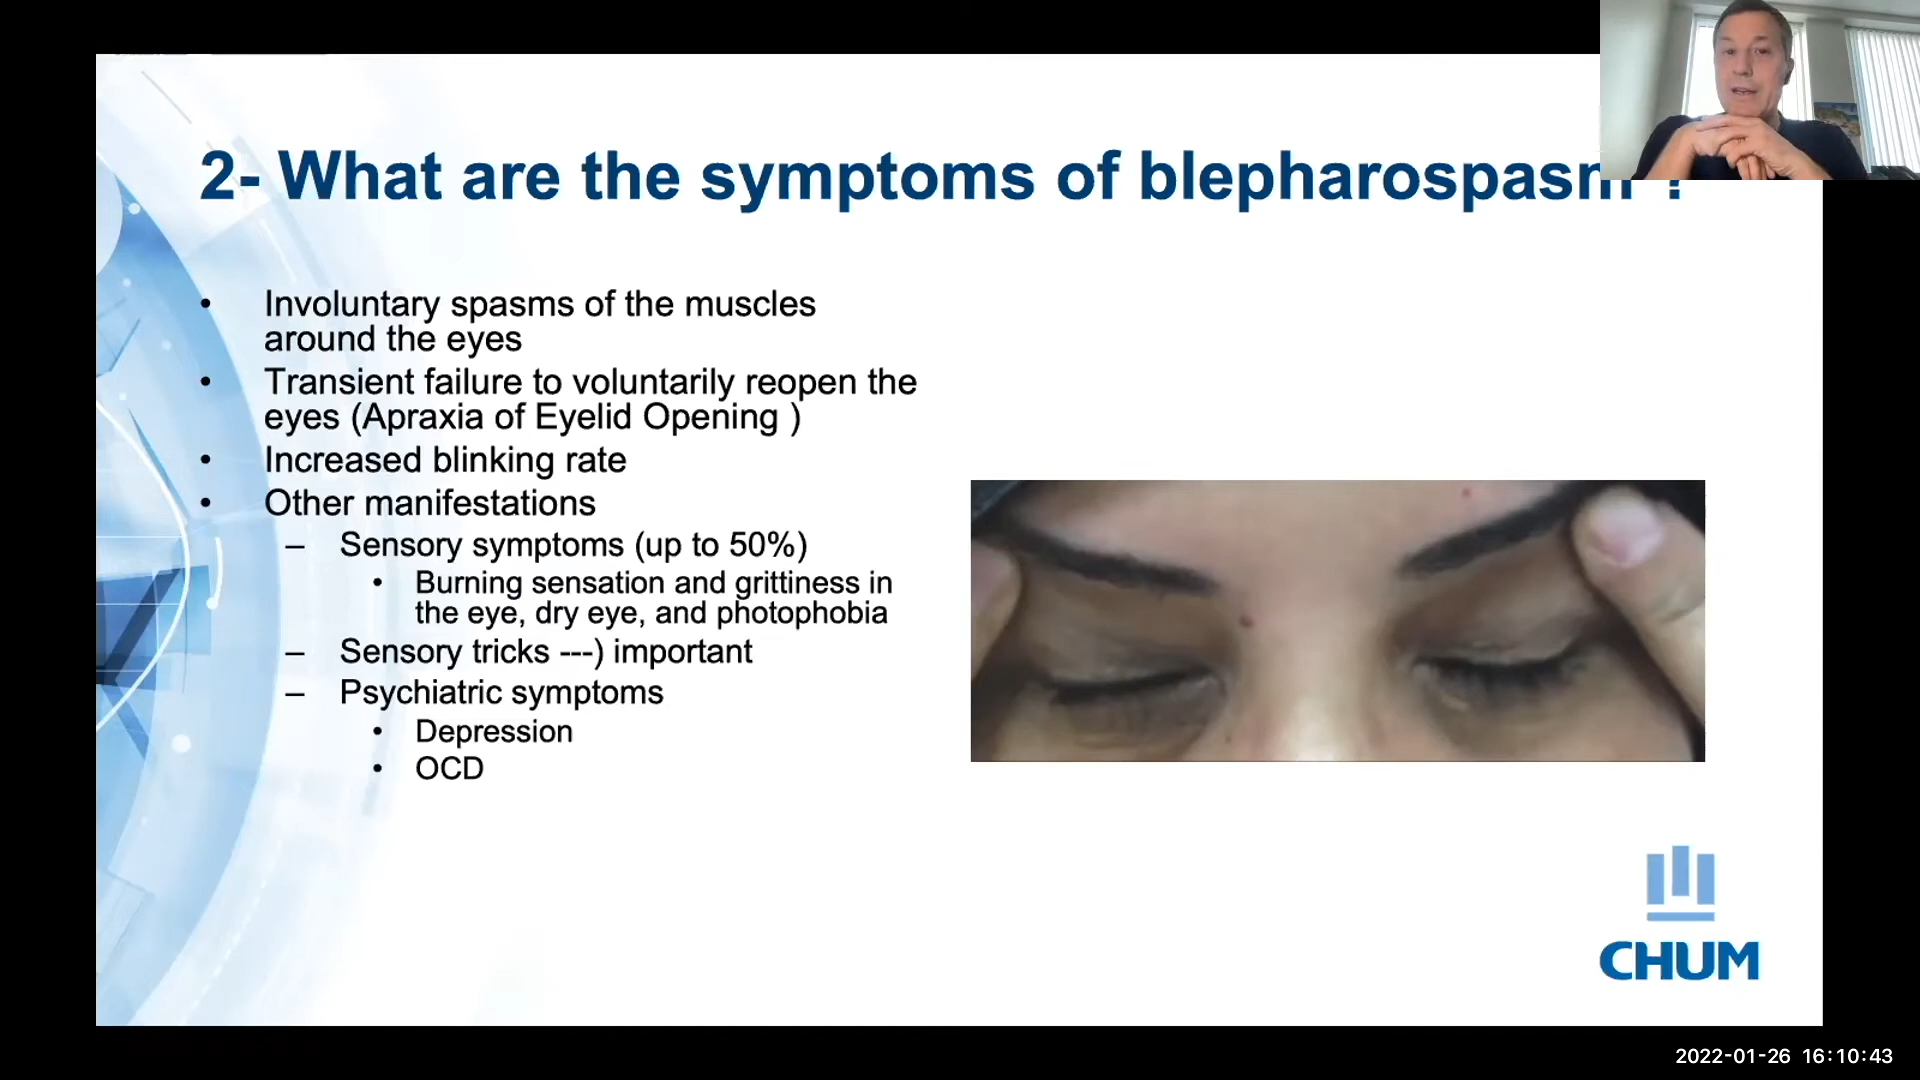 2- What are the symptoms of blepharospasm ?
• Involuntary spasms of the muscles
around the eyes
• Transient failure to voluntarily reopen the
eyes (Apraxia of Eyelid Opening )
• Increased blinking rate
• Other manifestations
– Sensory symptoms (up to 50%)
• Burning sensation and grittiness in
the eye, dry eye, and photophobia
– Sensory tricks ---) important
– Psychiatric symptoms
• Depression
• OCD
CHUM
2022-01-26 16:10:43